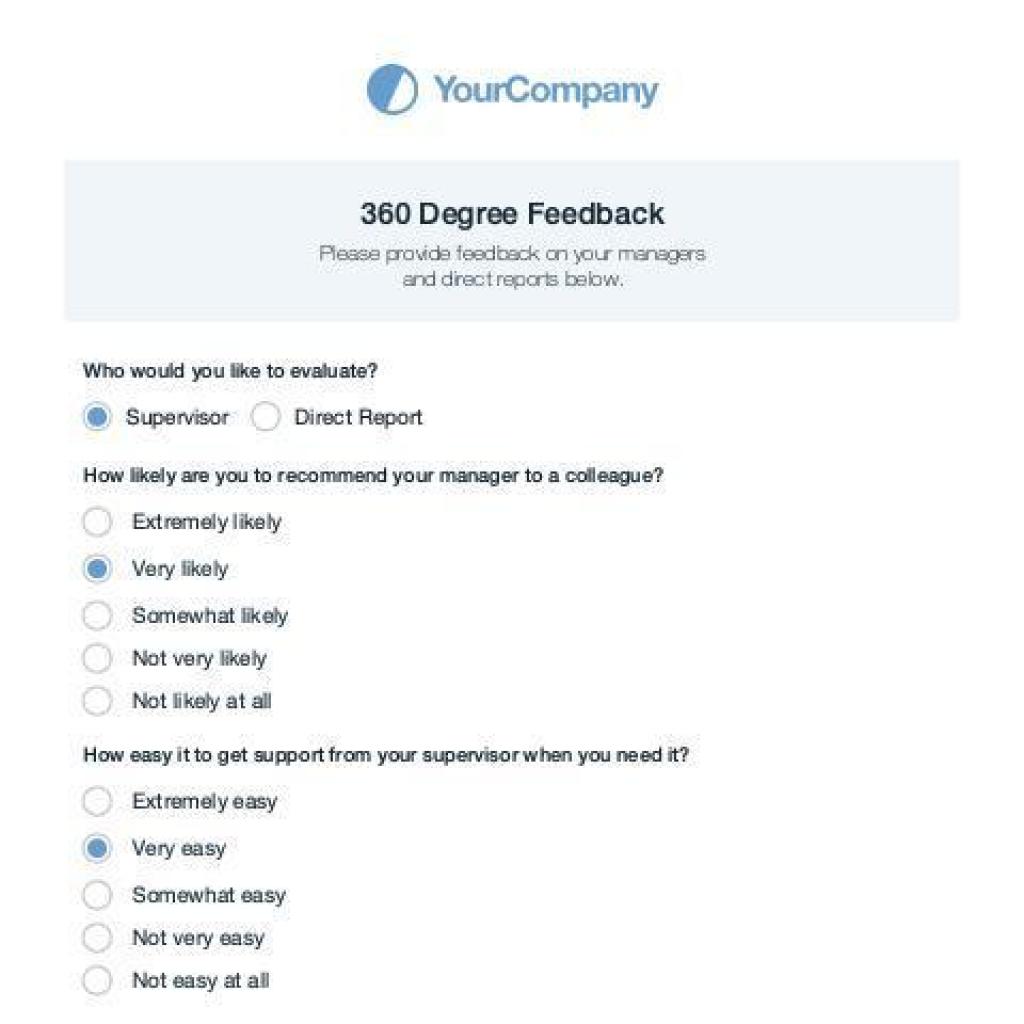 YourCompany
360 Degree Feedback
Please provide feedback on your managers
and direct reports below.
Who would you like to evaluate?
Supervisor Direct Report
How likely are you to recommend your manager to a colleague?
Extremely likely
Very likely
Somewhat likely
Not very likely
Not likely at all
How easy it to get support from your supervisor when you need it?
Extremely easy
Very easy
Somewhat easy
Not very easy
Not easy at all